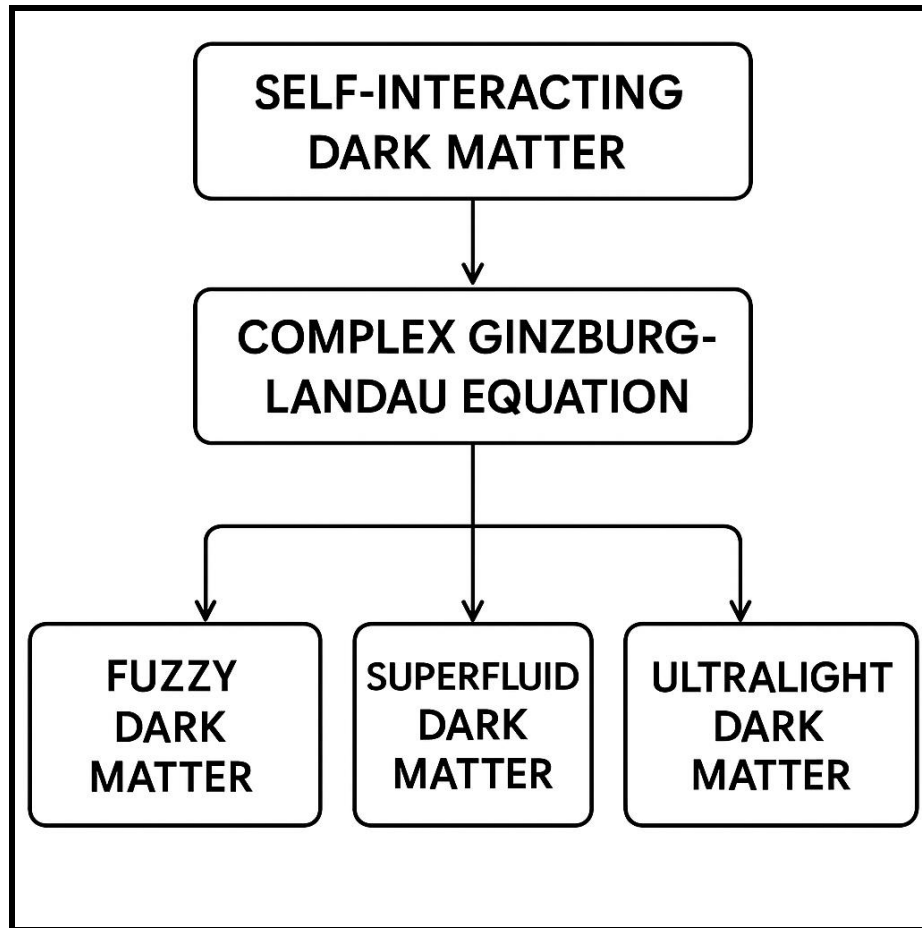 SELF-INTERACTING
DARK MATTER
COMPLEX GINZBURG-
LANDAU EQUATION
FUZZY
DARK
MATTER
SUPERFLUID
DARK
MATTER
ULTRALIGHT
DARK
MATTER